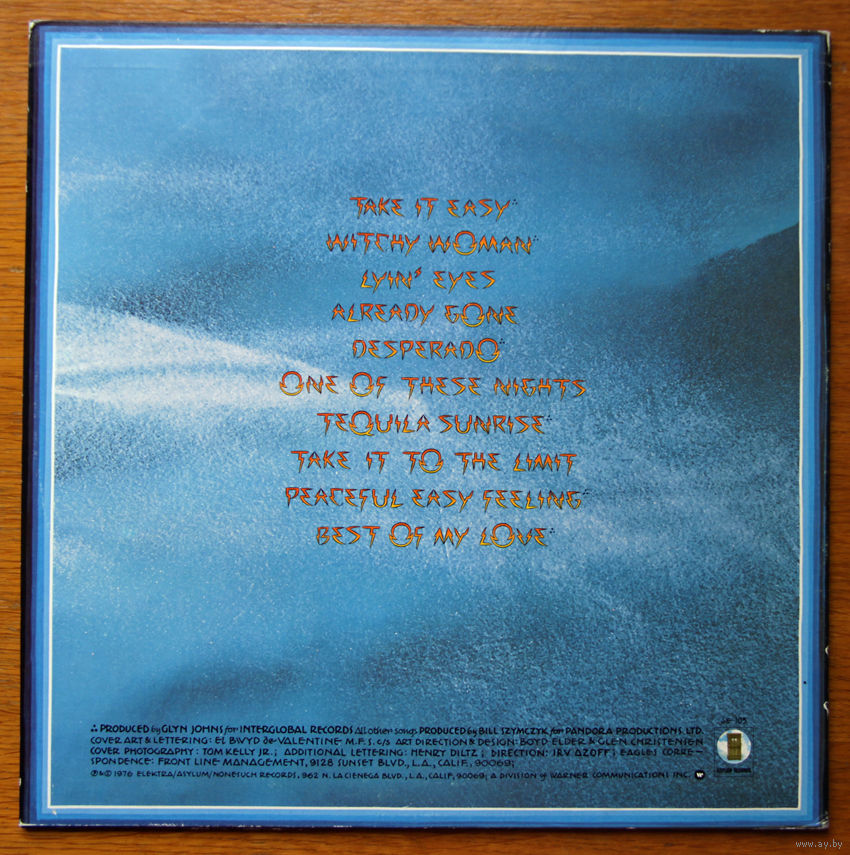 TAKE IT EASY∴
WITCHY WOMAN∴
LYIN' EYES
ALREADY GONE
DESPERADO∴
ONE OF THESE NIGHTS
TEQUILA SUNRISE∴
TAKE IT TO THE LIMIT
PEACEFUL EASY FEELING∴
BEST OF MY LOVE∴
∴ PRODUCED by GLYN JOHNS for INTERGLOBAL RECORDS All other songs PRODUCED by BILL SZYMCZYK for PANDORA PRODUCTIONS, LTD.
COVER ART & LETTERING: EL BWYD de-VALENTINE M.F.S. c/s ART DIRECTION & DESIGN: BOYD ELDER & GLEN CHRISTENSEN
COVER PHOTOGRAPHY: TOM KELLY JR.; ADDITIONAL LETTERING: HENRY DILTZ; DIRECTION: IRV AZOFF; EAGLES CORRE-
SPONDENCE: FRONT LINE MANAGEMENT, 9128 SUNSET BLVD., L.A., CALIF., 90069;
℗ & © 1976 ELEKTRA/ASYLUM/NONESUCH RECORDS, 962 N. LA CIENEGA BLVD., L.A., CALIF., 90069; A DIVISION OF WARNER COMMUNICATIONS INC.
105
ASYLUM RECORDS
www.ay.by